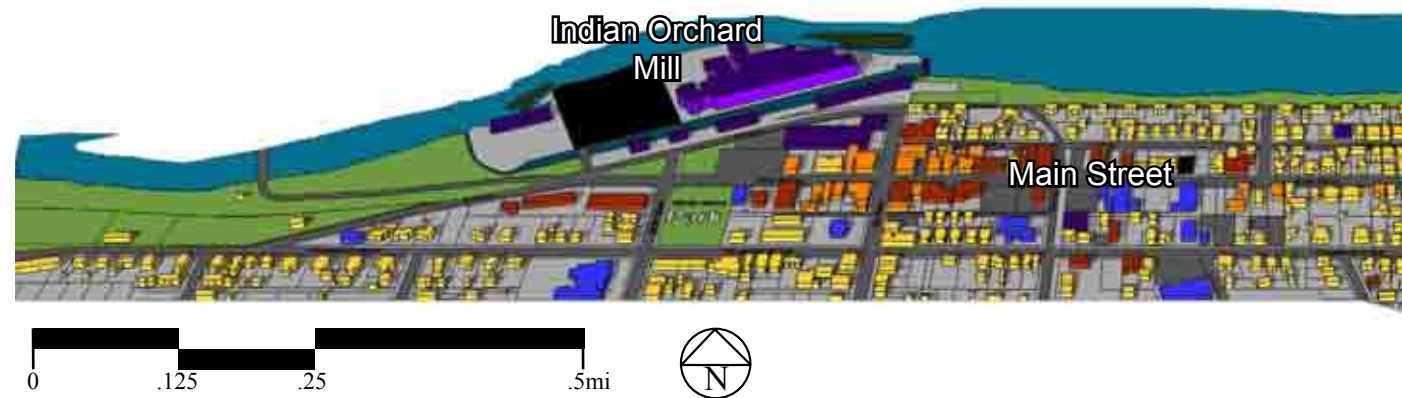 Indian Orchard
Mill
Main Street
0 .125 .25 .5mi
N